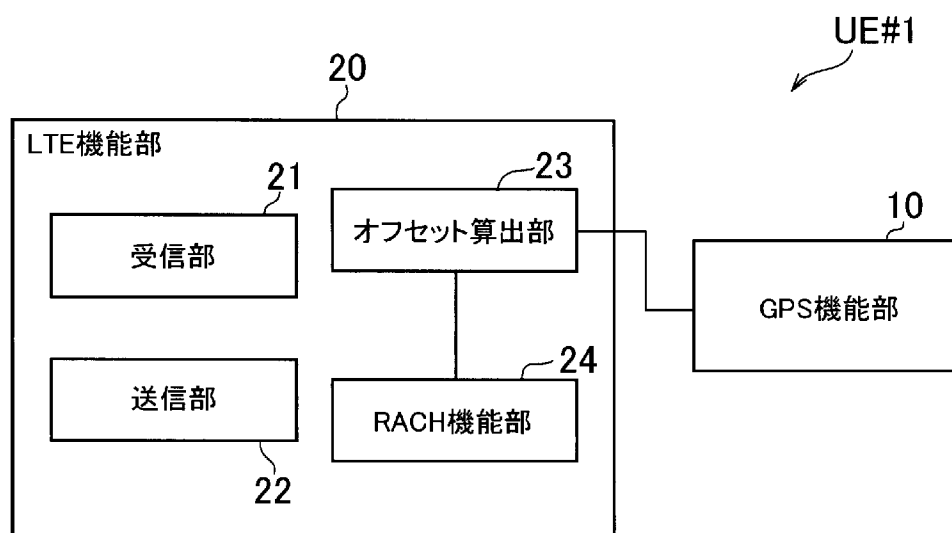 UE#1
20
LTE機能部
21
受信部
23
オフセット算出部
10
GPS機能部
送信部
22
24
RACH機能部